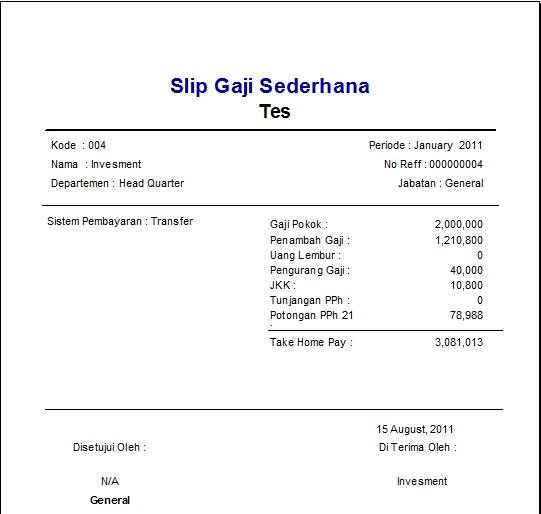 Slip Gaji Sederhana
Tes
Kode : 004 Periode : January 2011
Nama : Invesment No Reff : 000000004
Departemen : Head Quarter Jabatan : General
Sistem Pembayaran : Transfer
Gaji Pokok : 2,000,000
Penambah Gaji : 1,210,800
Uang Lembur : 0
Pengurang Gaji : 40,000
JKK : 10,800
Tunjangan PPh : 0
Potongan PPh 21 78,988
:
Take Home Pay : 3,081,013
15 August, 2011
Disetujui Oleh : Di Terima Oleh :
N/A Invesment
General